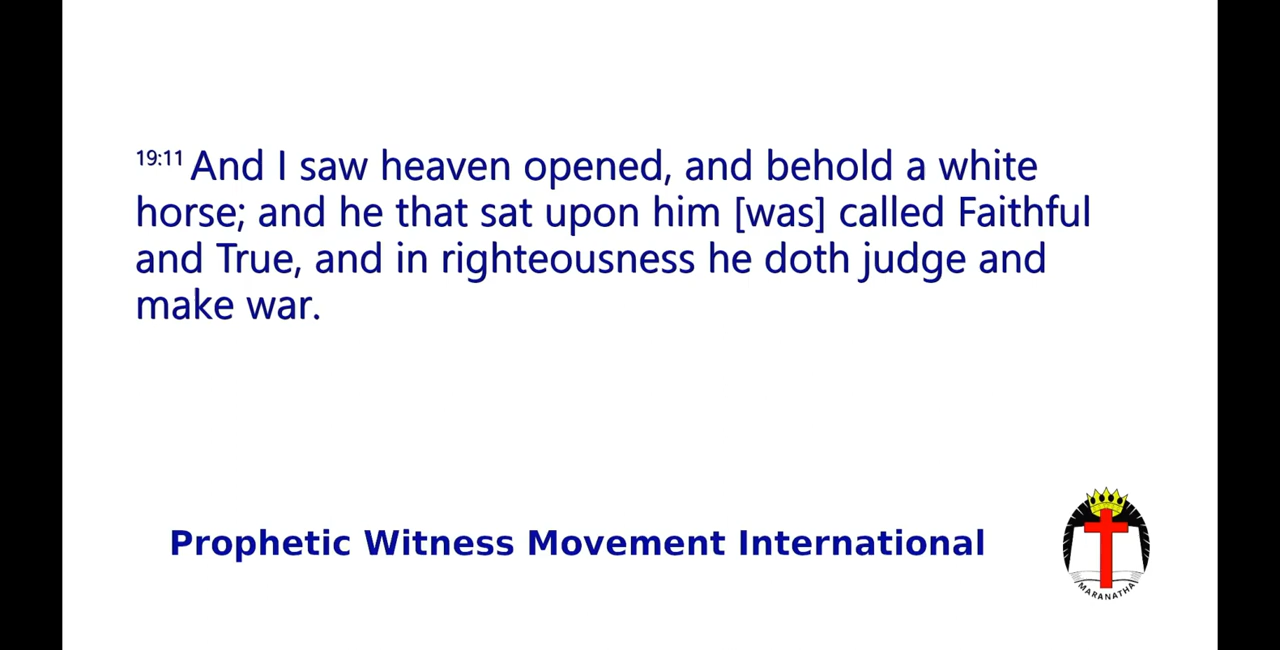 19:11 And I saw heaven opened, and behold a white
horse; and he that sat upon him [was] called Faithful
and True, and in righteousness he doth judge and
make war.
Prophetic Witness Movement International
MARANATHA